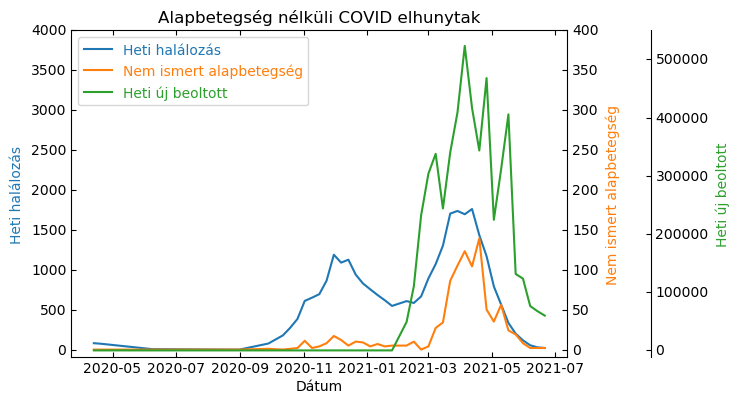 Alapbetegség nélküli COVID elhunytak
Heti halálozás
Nem ismert alapbetegség
Heti új beoltott
4000
3500
3000
2500
2000
1500
1000
500
0
Heti halálozás
400
350
300
250
200
150
100
50
0
Nem ismert alapbetegség
500000
400000
300000
200000
100000
0
Heti új beoltott
2020-05 2020-07 2020-09 2020-11 2021-01 2021-03 2021-05 2021-07
Dátum